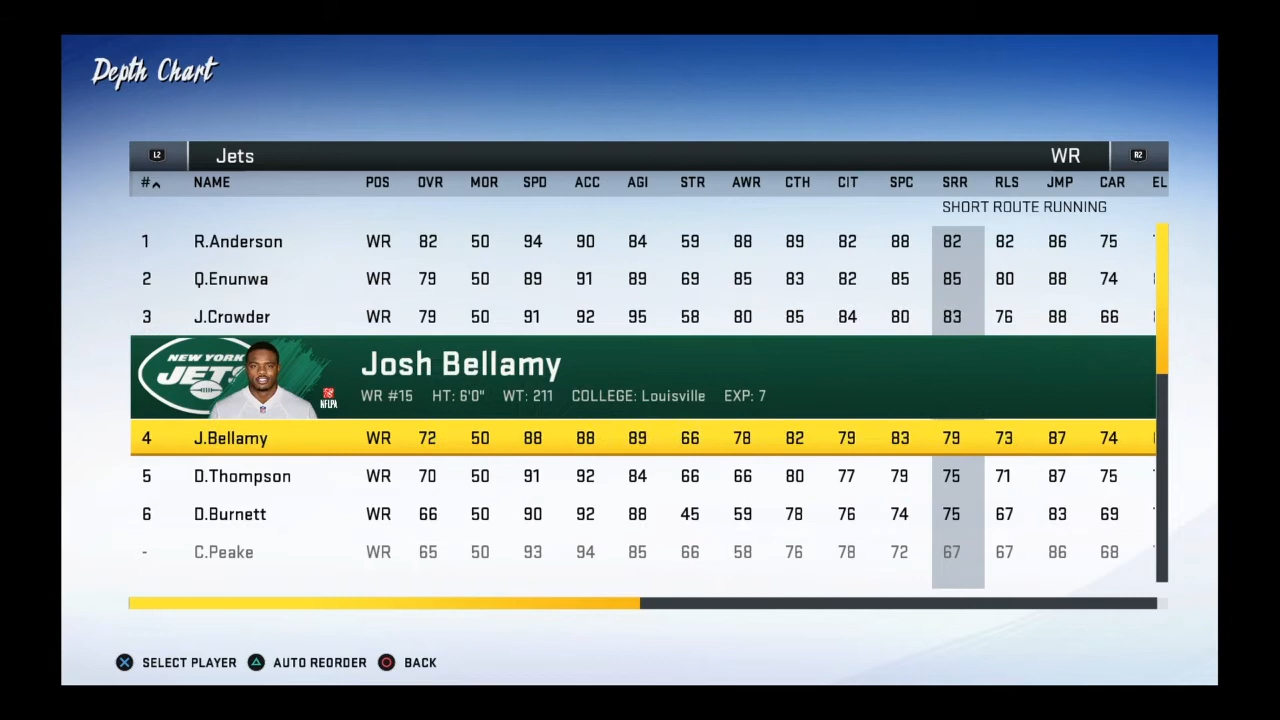 Depth Chart
L2 Jets WR R2
# NAME POS OVR MOR SPD ACC AGI STR AWR CTH CIT SPC SRR RLS JMP CAR EL
SHORT ROUTE RUNNING
1 R.Anderson WR 82 50 94 90 84 59 88 89 82 88 82 82 86 75
2 Q.Enunwa WR 79 50 89 91 89 69 85 83 82 85 85 80 88 74
3 J.Crowder WR 79 50 91 92 95 58 80 85 84 80 83 76 88 66
NEW YORK
JETS
NFLPA
Josh Bellamy
WR #15 HT: 6'0" WT: 211 COLLEGE: Louisville EXP: 7
4 J.Bellamy WR 72 50 88 88 89 66 78 82 79 83 79 73 87 74
5 D.Thompson WR 70 50 91 92 84 66 66 80 77 79 75 71 87 75
6 D.Burnett WR 66 50 90 92 88 45 59 78 76 74 75 67 83 69
- C.Peake WR 65 50 93 94 85 66 58 76 78 72 67 67 86 68
SELECT PLAYER AUTO REORDER BACK